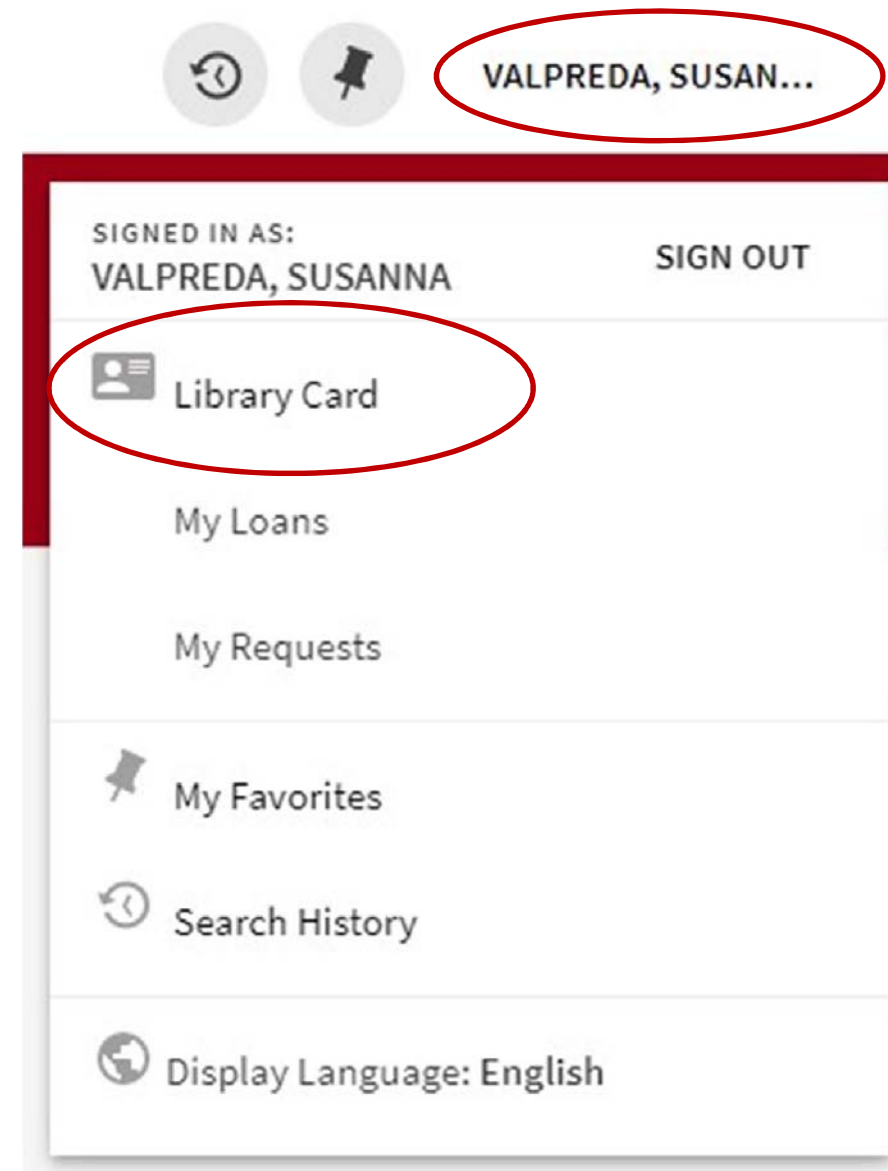 VALPREDA, SUSAN...
SIGNED IN AS:
VALPREDA, SUSANNA
SIGN OUT
Library Card
My Loans
My Requests
My Favorites
Search History
Display Language: English